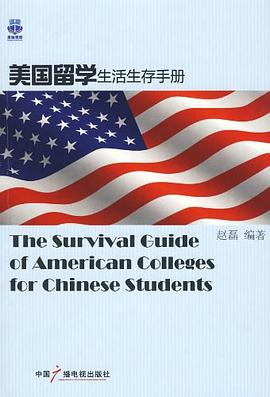 美国留学生活生存手册
The Survival Guide
of American Colleges
for Chinese Students
赵磊 编著
中国广播电视出版社